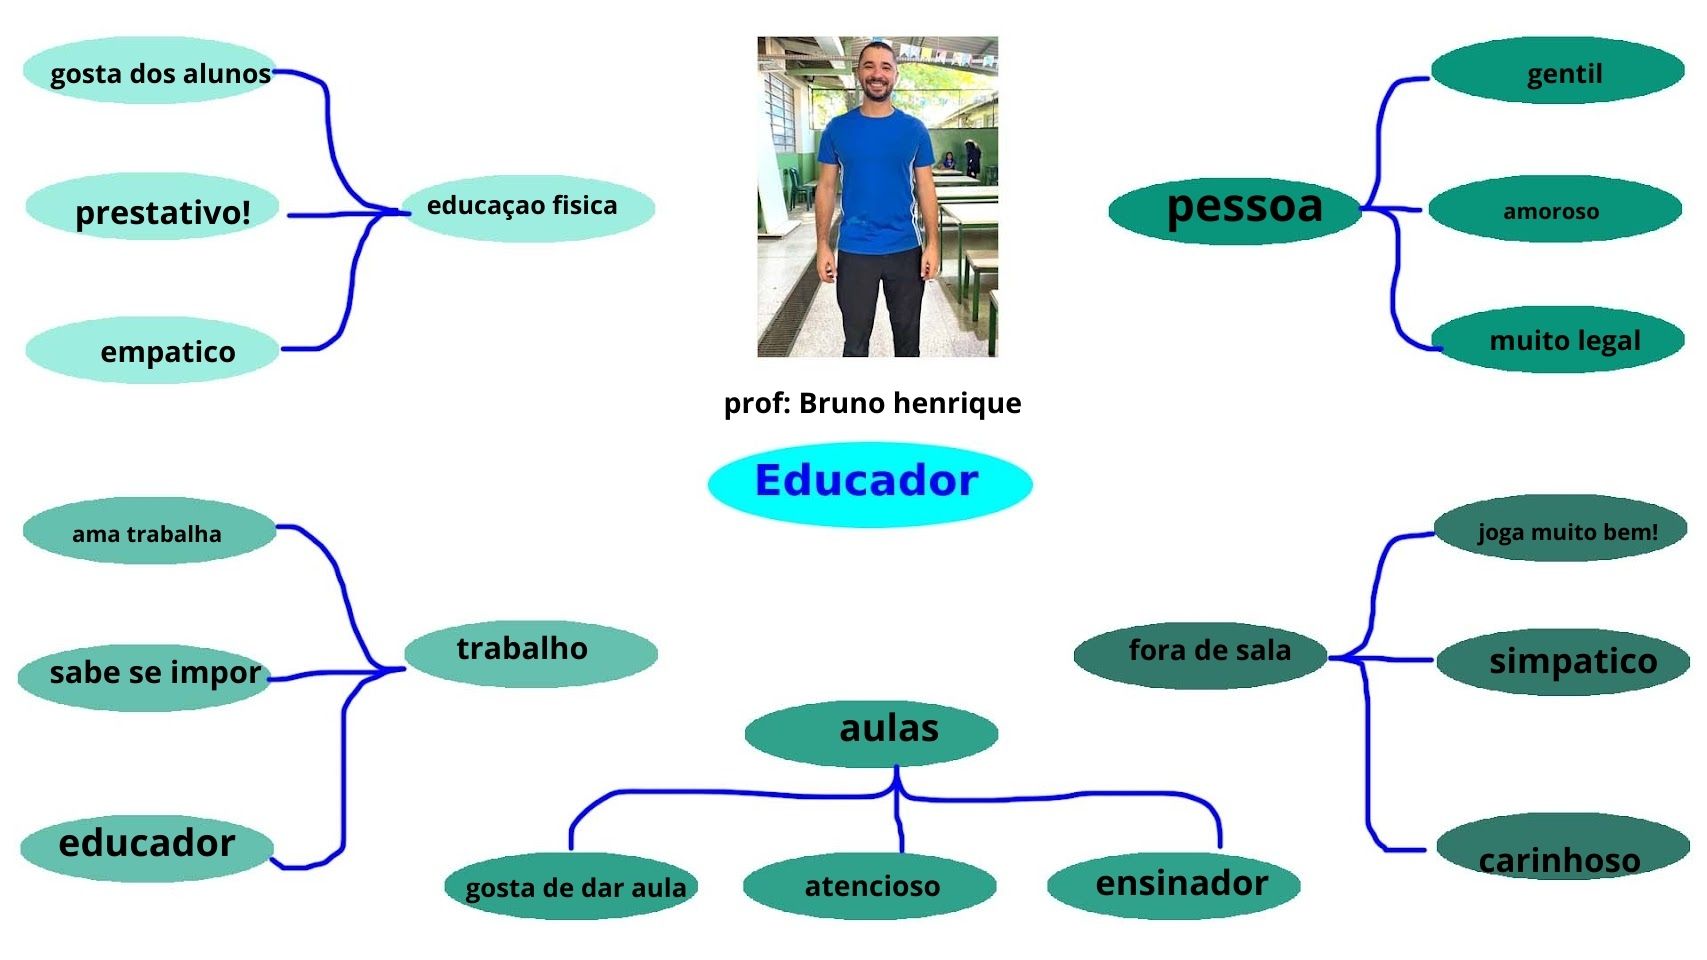 gosta dos alunos
prestativo!
empatico
educaçao fisica
prof: Bruno henrique
Educador
pessoa
gentil
amoroso
muito legal
ama trabalha
sabe se impor
educador
trabalho
aulas
gosta de dar aula
atencioso
ensinador
fora de sala
joga muito bem!
simpatico
carinhoso